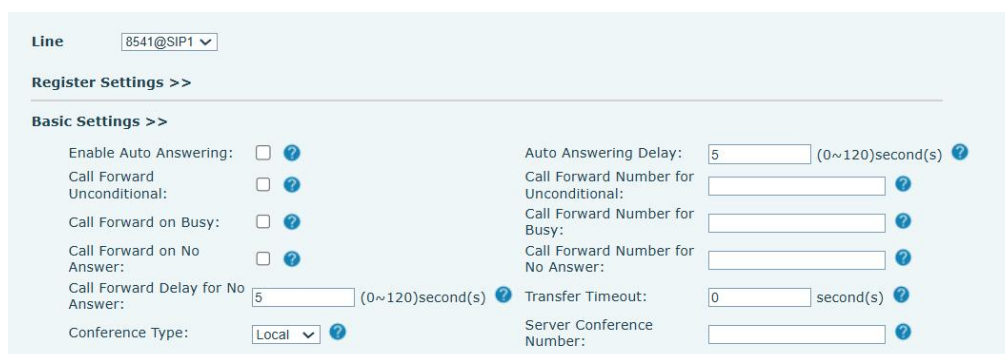 Line 8541@SIP1
Register Settings >>
Basic Settings >>
Enable Auto Answering: ? Auto Answering Delay: 5 (0~120)second(s) ?
Call Forward
Unconditional: ? Call Forward Number for
Unconditional: ?
Call Forward on Busy: ? Call Forward Number for
Busy: ?
Call Forward on No
Answer: ? Call Forward Number for
No Answer: ?
Call Forward Delay for No
Answer: 5 (0~120)second(s) ? Transfer Timeout: 0 second(s) ?
Conference Type: Local ? Server Conference
Number: ?